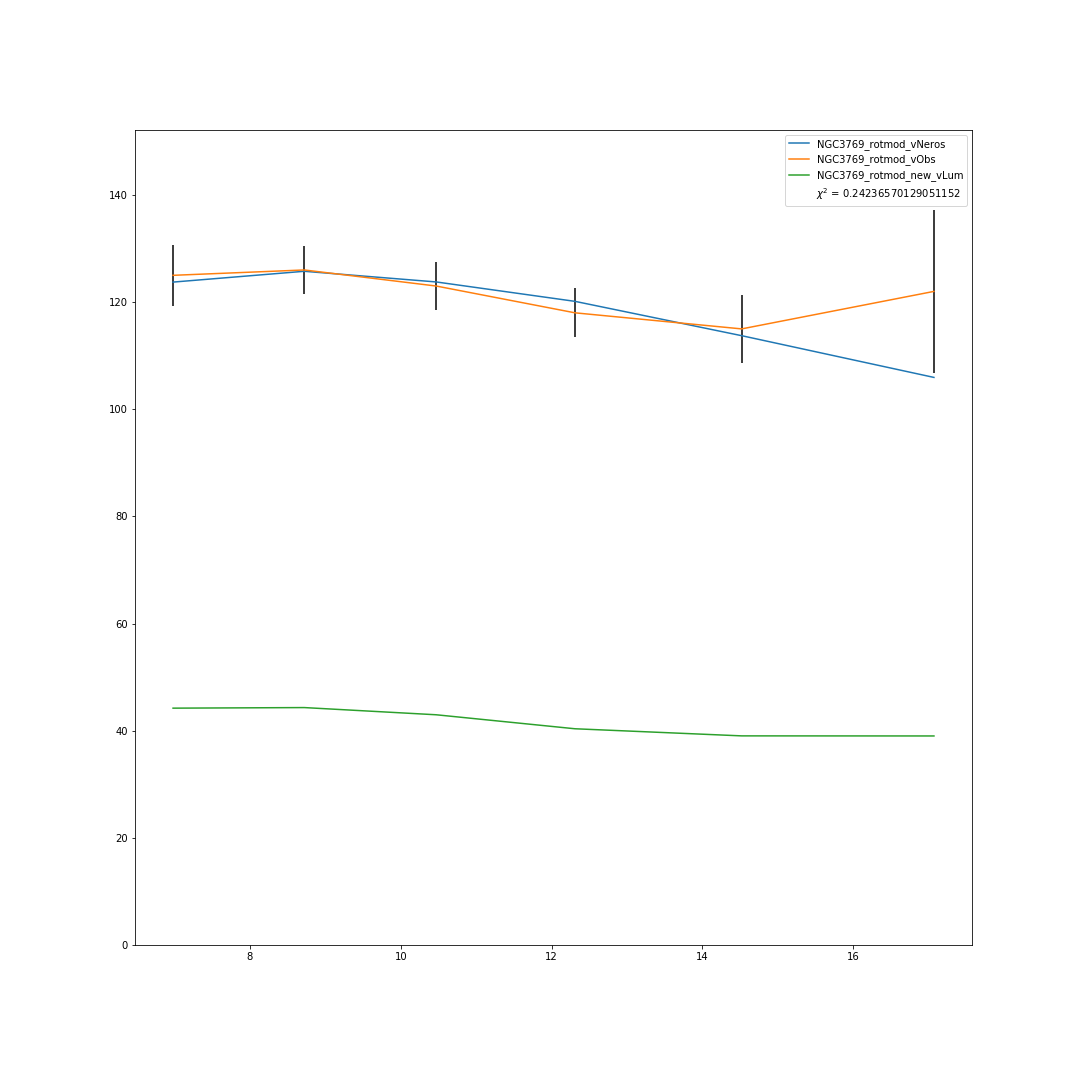 NGC3769_rotmod_vNeros
NGC3769_rotmod_vObs
NGC3769_rotmod_new_vLum
χ² = 0.24236570129051152
140
120
100
80
60
40
20
0
8 10 12 14 16